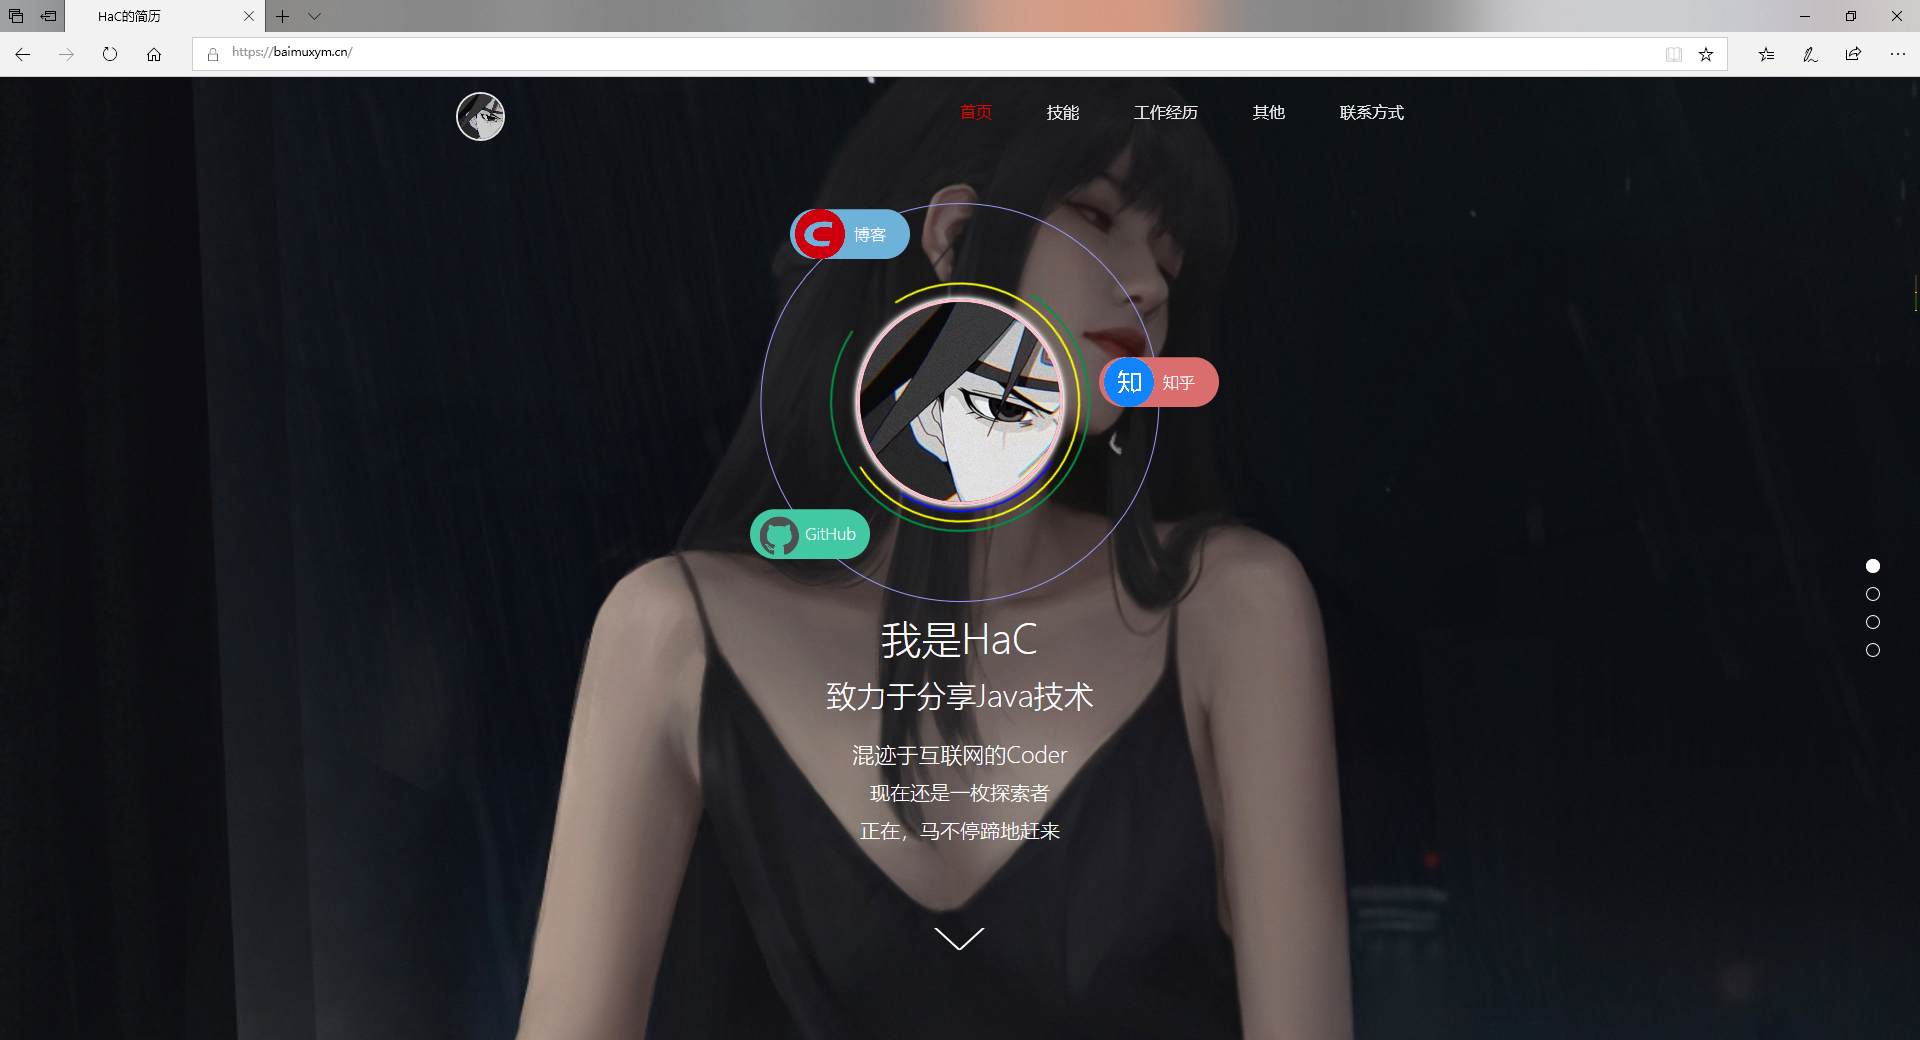 HaC的简历
https://baimuxym.cn/
首页 技能 工作经历 其他 联系方式
C 博客
知 知乎
GitHub
我是HaC
致力于分享Java技术
混迹于互联网的Coder
现在还是一枚探索者
正在，马不停蹄地赶来